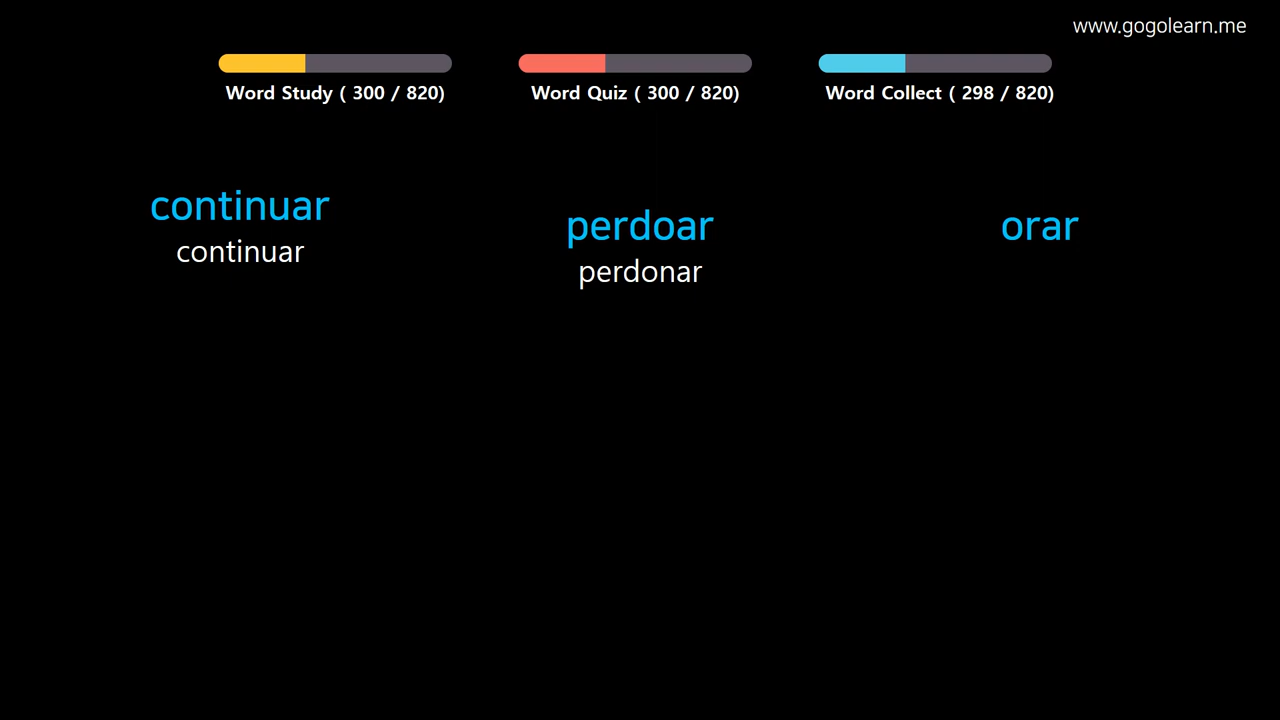 www.gogolearn.me
Word Study ( 300 / 820)
Word Quiz ( 300 / 820)
Word Collect ( 298 / 820)
continuar
continuar
perdoar
perdonar
orar